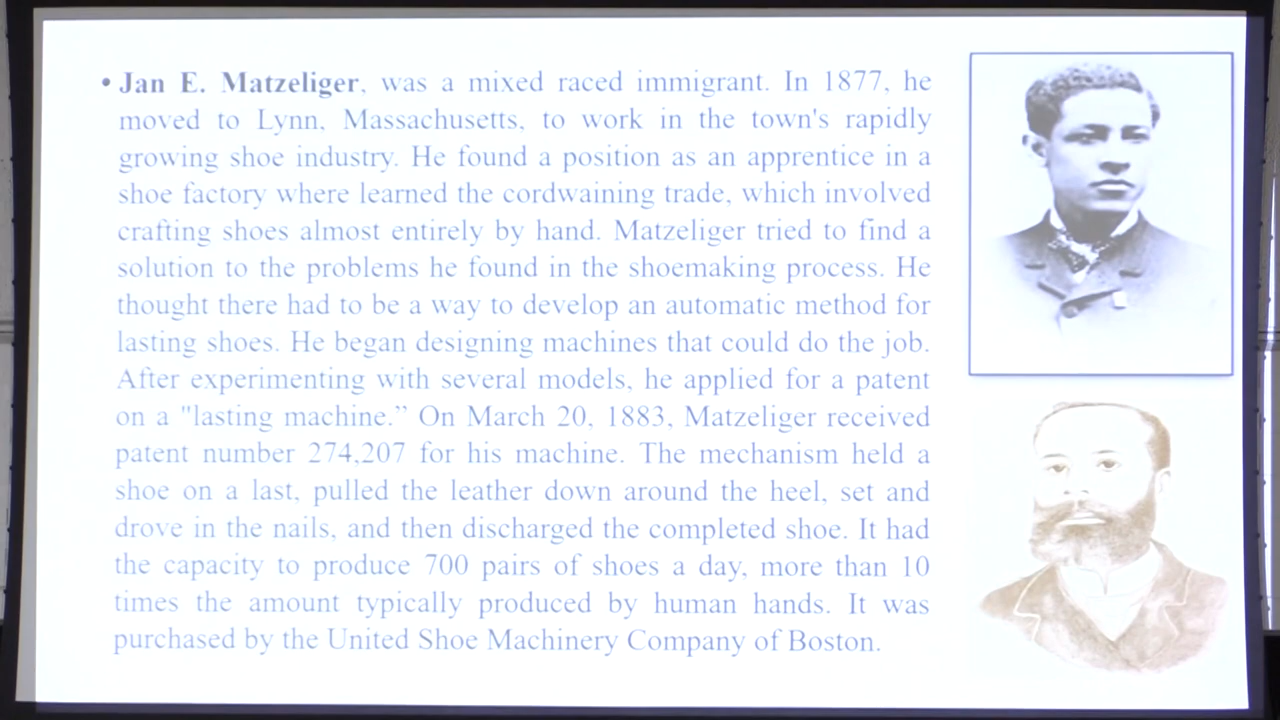 • Jan E. Matzeliger, was a mixed raced immigrant. In 1877, he
moved to Lynn, Massachusetts, to work in the town's rapidly
growing shoe industry. He found a position as an apprentice in a
shoe factory where learned the cordwaining trade, which involved
crafting shoes almost entirely by hand. Matzeliger tried to find a
solution to the problems he found in the shoemaking process. He
thought there had to be a way to develop an automatic method for
lasting shoes. He began designing machines that could do the job.
After experimenting with several models, he applied for a patent
on a "lasting machine.” On March 20, 1883, Matzeliger received
patent number 274,207 for his machine. The mechanism held a
shoe on a last, pulled the leather down around the heel, set and
drove in the nails, and then discharged the completed shoe. It had
the capacity to produce 700 pairs of shoes a day, more than 10
times the amount typically produced by human hands. It was
purchased by the United Shoe Machinery Company of Boston.